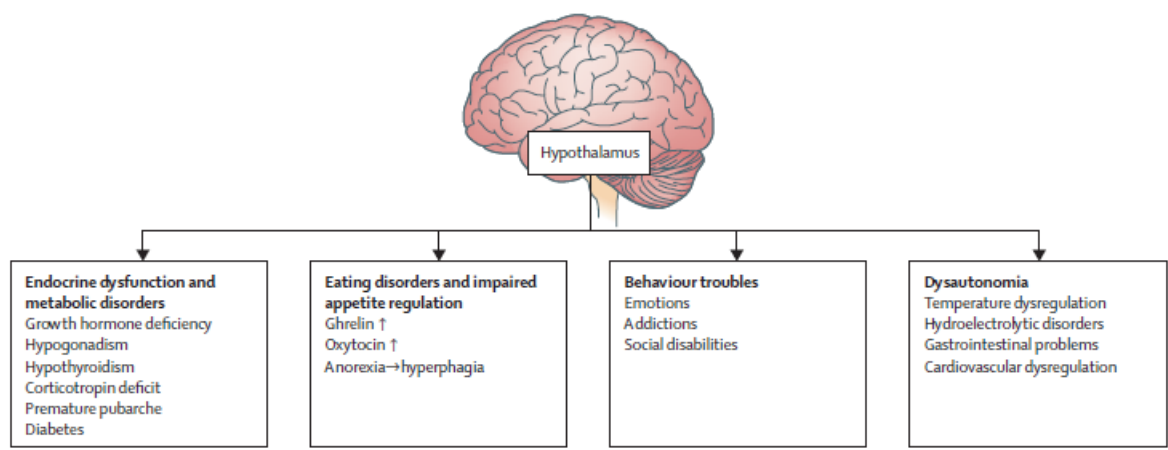 Hypothalamus
Endocrine dysfunction and
metabolic disorders
Growth hormone deficiency
Hypogonadism
Hypothyroidism
Corticotropin deficit
Premature pubarche
Diabetes
Eating disorders and impaired
appetite regulation
Ghrelin ↑
Oxytocin ↑
Anorexia→hyperphagia
Behaviour troubles
Emotions
Addictions
Social disabilities
Dysautonomia
Temperature dysregulation
Hydroelectrolytic disorders
Gastrointestinal problems
Cardiovascular dysregulation